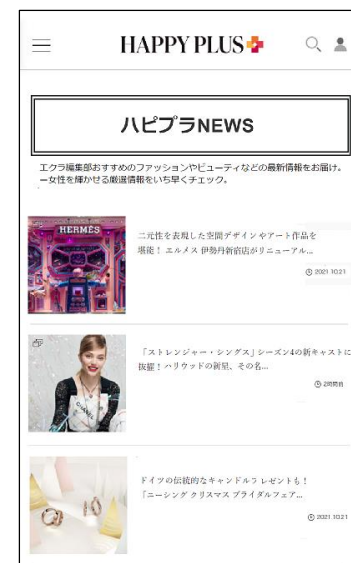 HAPPY PLUS
ハピプラNEWS
エクラ編集部おすすめのファッションやビューティなどの最新情報をお届け。
ー女性を輝かせる厳選情報をいち早くチェック。
HERMÈS
二元性を表現した空間デザインやアート作品を
堪能！ エルメス 伊勢丹新宿店がリニューアル...
2021 10.21
「ストレンジャー・シングス」シーズン4の新キャストに
抜擢！ハリウッドの新星、その名...
2時間前
CHANEL
ドイツの伝統的なキャンドルプレゼントも！
「ニーシング クリスマス ブライダルフェア...
2021 10.21